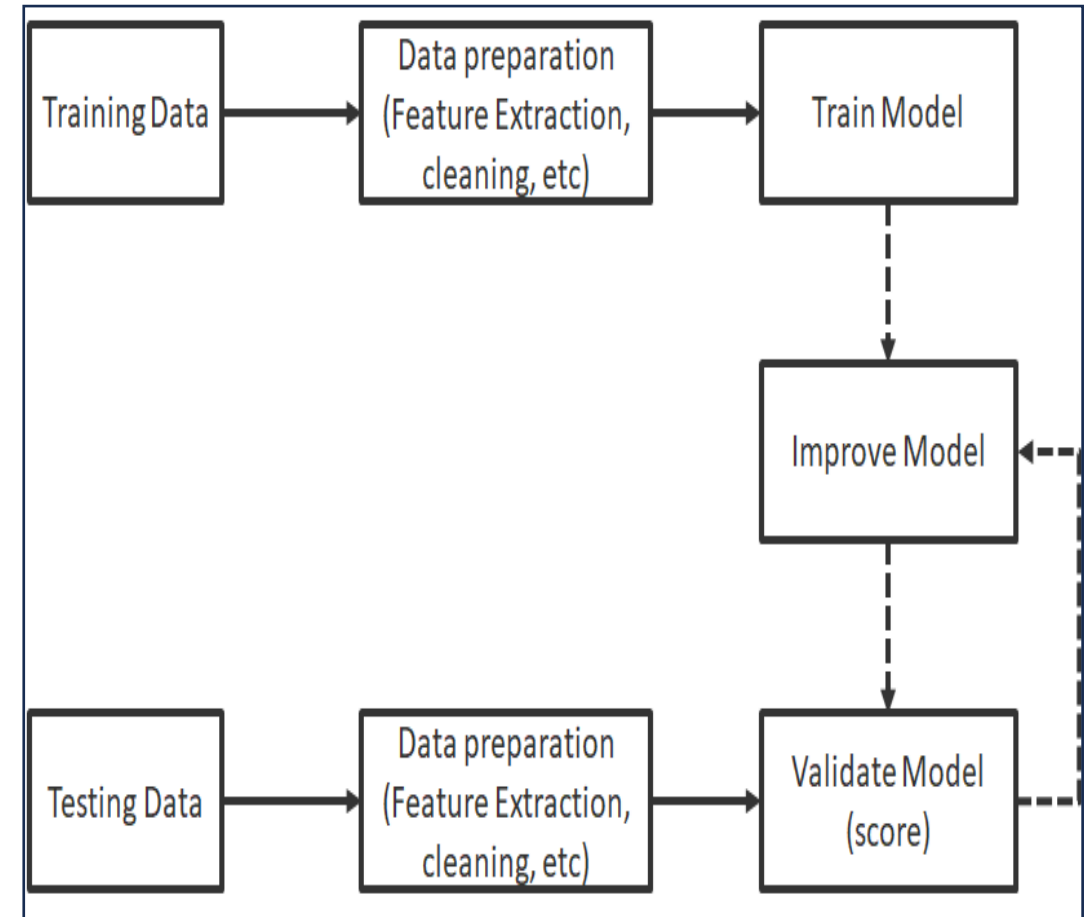 Training Data
Data preparation
(Feature Extraction,
cleaning, etc)
Train Model
Improve Model
Testing Data
Data preparation
(Feature Extraction,
cleaning, etc)
Validate Model
(score)